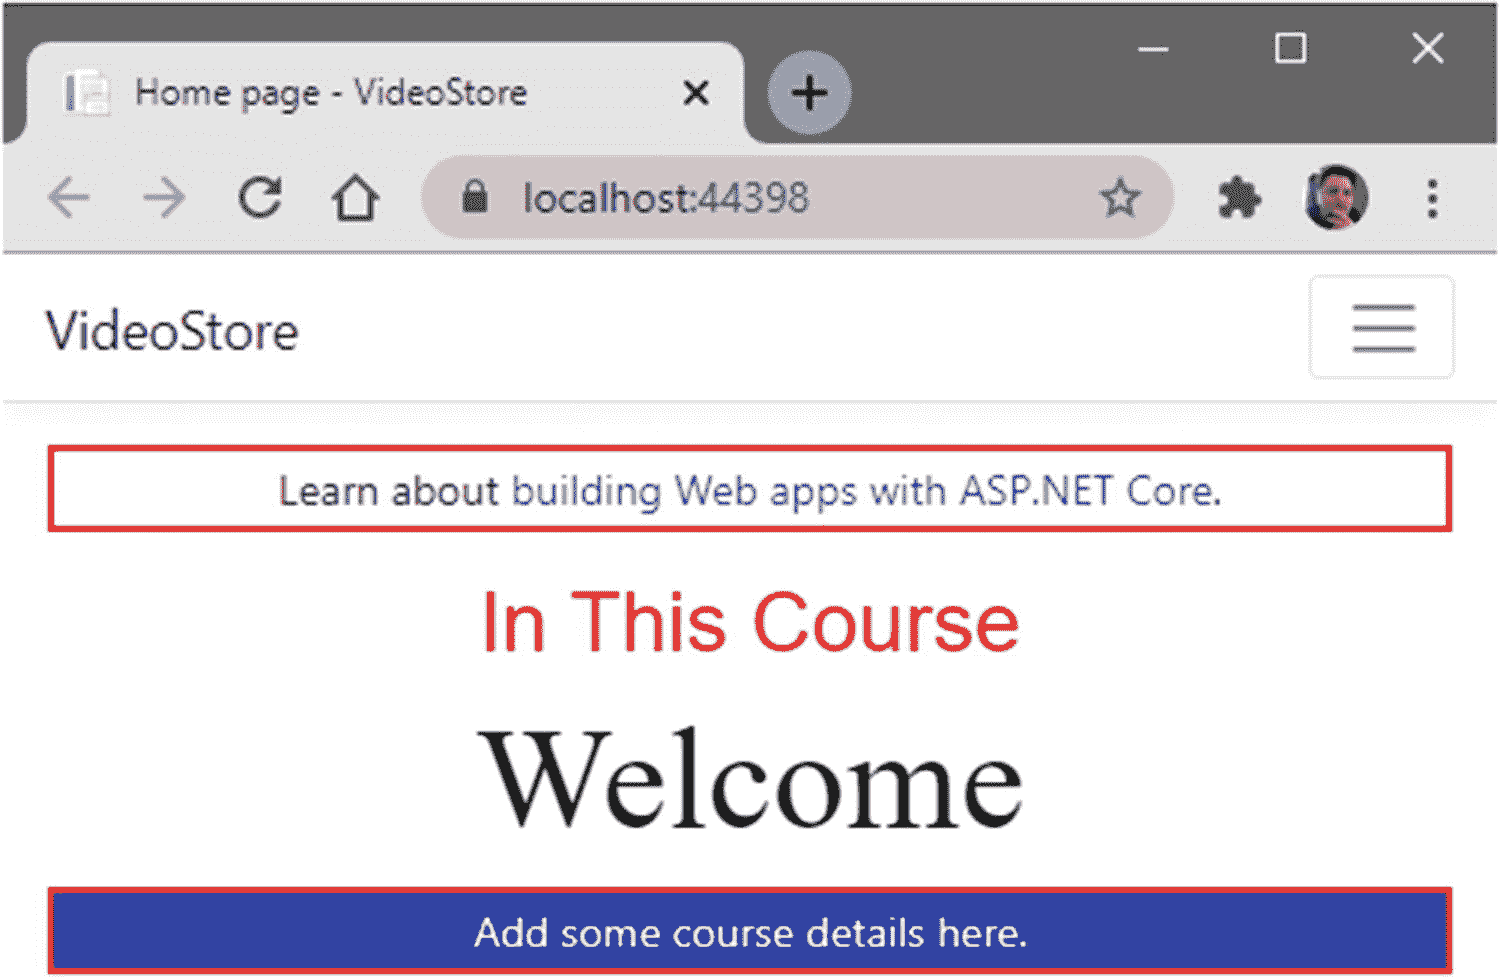 Home page - VideoStore
localhost:44398
VideoStore
Learn about building Web apps with ASP.NET Core.
In This Course
Welcome
Add some course details here.